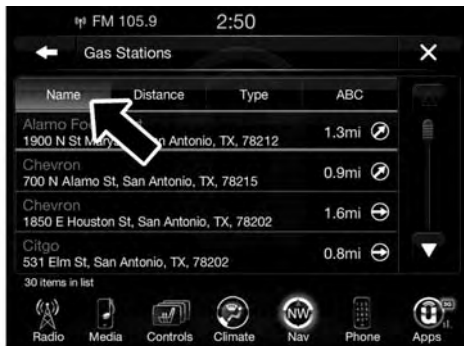 FM 105.9 2:50
Gas Stations
Name Distance Type ABC
Alamo
1900 N St Antonio, TX, 78212 1.3mi
Chevron
700 N Alamo St, San Antonio, TX, 78215 0.9mi
Chevron
1850 E Houston St, San Antonio, TX, 78202 1.6mi
Citgo
531 Elm St, San Antonio, TX, 78202 0.8mi
30 items in list
NW 3G
Radio Media Controls Climate Nav Phone Apps